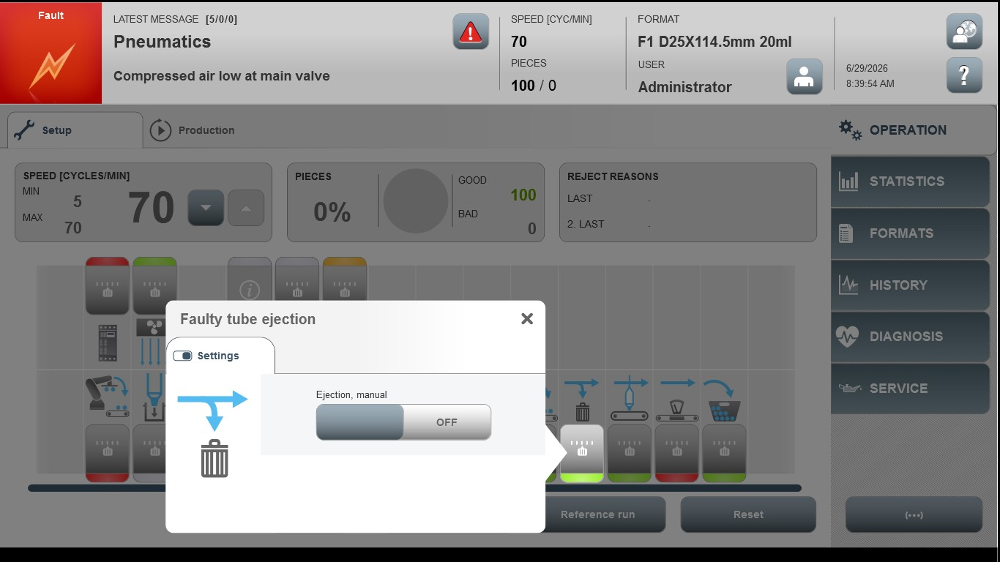 Fault
LATEST MESSAGE [5/0/0]
Pneumatics
Compressed air low at main valve
SPEED [CYC/MIN]
70
PIECES
100 / 0
FORMAT
F1 D25X114.5mm 20ml
USER
Administrator
6/29/2026
8:39:54 AM
?
Setup
Production
SPEED [CYCLES/MIN]
MIN
5
MAX
70
70
PIECES
0%
GOOD
100
BAD
0
REJECT REASONS
LAST .
2. LAST .
OPERATION
STATISTICS
FORMATS
HISTORY
DIAGNOSIS
SERVICE
Faulty tube ejection
Settings
Ejection, manual
OFF
Reference run
Reset
(•••)